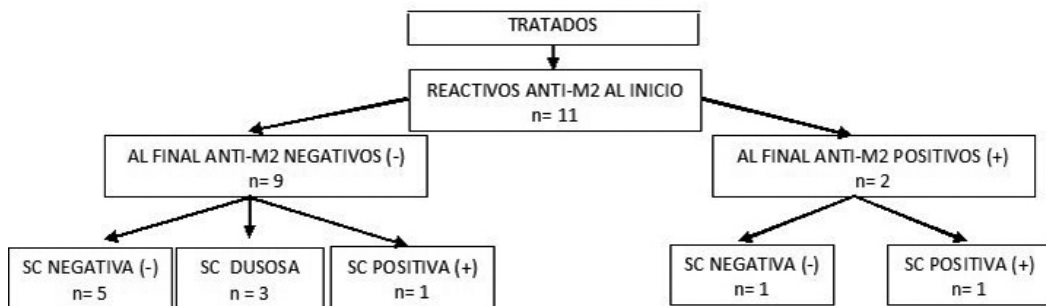 TRATADOS
REACTIVOS ANTI-M2 AL INICIO
n= 11
AL FINAL ANTI-M2 NEGATIVOS (-)
n= 9
AL FINAL ANTI-M2 POSITIVOS (+)
n= 2
SC NEGATIVA (-)
n= 5
SC DUSOSA
n= 3
SC POSITIVA (+)
n= 1
SC NEGATIVA (-)
n= 1
SC POSITIVA (+)
n= 1